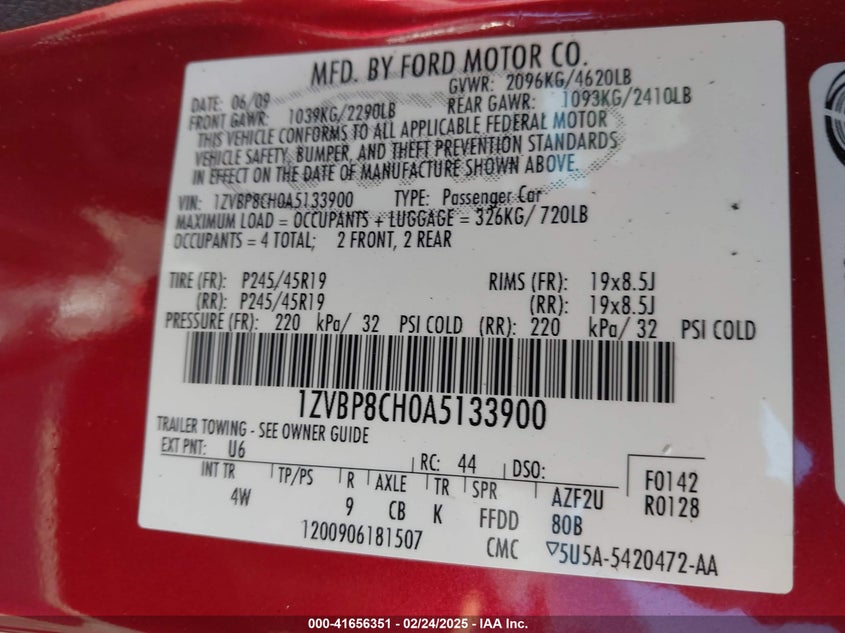 MFD. BY FORD MOTOR CO.
DATE: 06/09 GVWR: 2096KG/4620LB
FRONT GAWR: 1039KG/2290LB REAR GAWR: 1093KG/2410LB
THIS VEHICLE CONFORMS TO ALL APPLICABLE FEDERAL MOTOR
VEHICLE SAFETY, BUMPER, AND THEFT PREVENTION STANDARDS
IN EFFECT ON THE DATE OF MANUFACTURE SHOWN ABOVE.
VIN: 1ZVBP8CH0A5133900 TYPE: Passenger Car
MAXIMUM LOAD = OCCUPANTS + LUGGAGE = 326KG/720LB
OCCUPANTS = 4 TOTAL; 2 FRONT, 2 REAR
TIRE (FR): P245/45R19 RIMS (FR): 19x8.5J
(RR): P245/45R19 (RR): 19x8.5J
PRESSURE (FR): 220 kPa/ 32 PSI COLD (RR): 220 kPa/ 32 PSI COLD
1ZVBP8CH0A5133900
TRAILER TOWING - SEE OWNER GUIDE
EXT PNT: U6 RC: 44 DSO: F0142
INT TR TP/PS R AXLE TR SPR AZF2U R0128
4W 9 CB K FFDD 80B
1200906181507 CMC ▽5U5A-5420472-AA
000-41656351 - 02/24/2025 - IAA Inc.